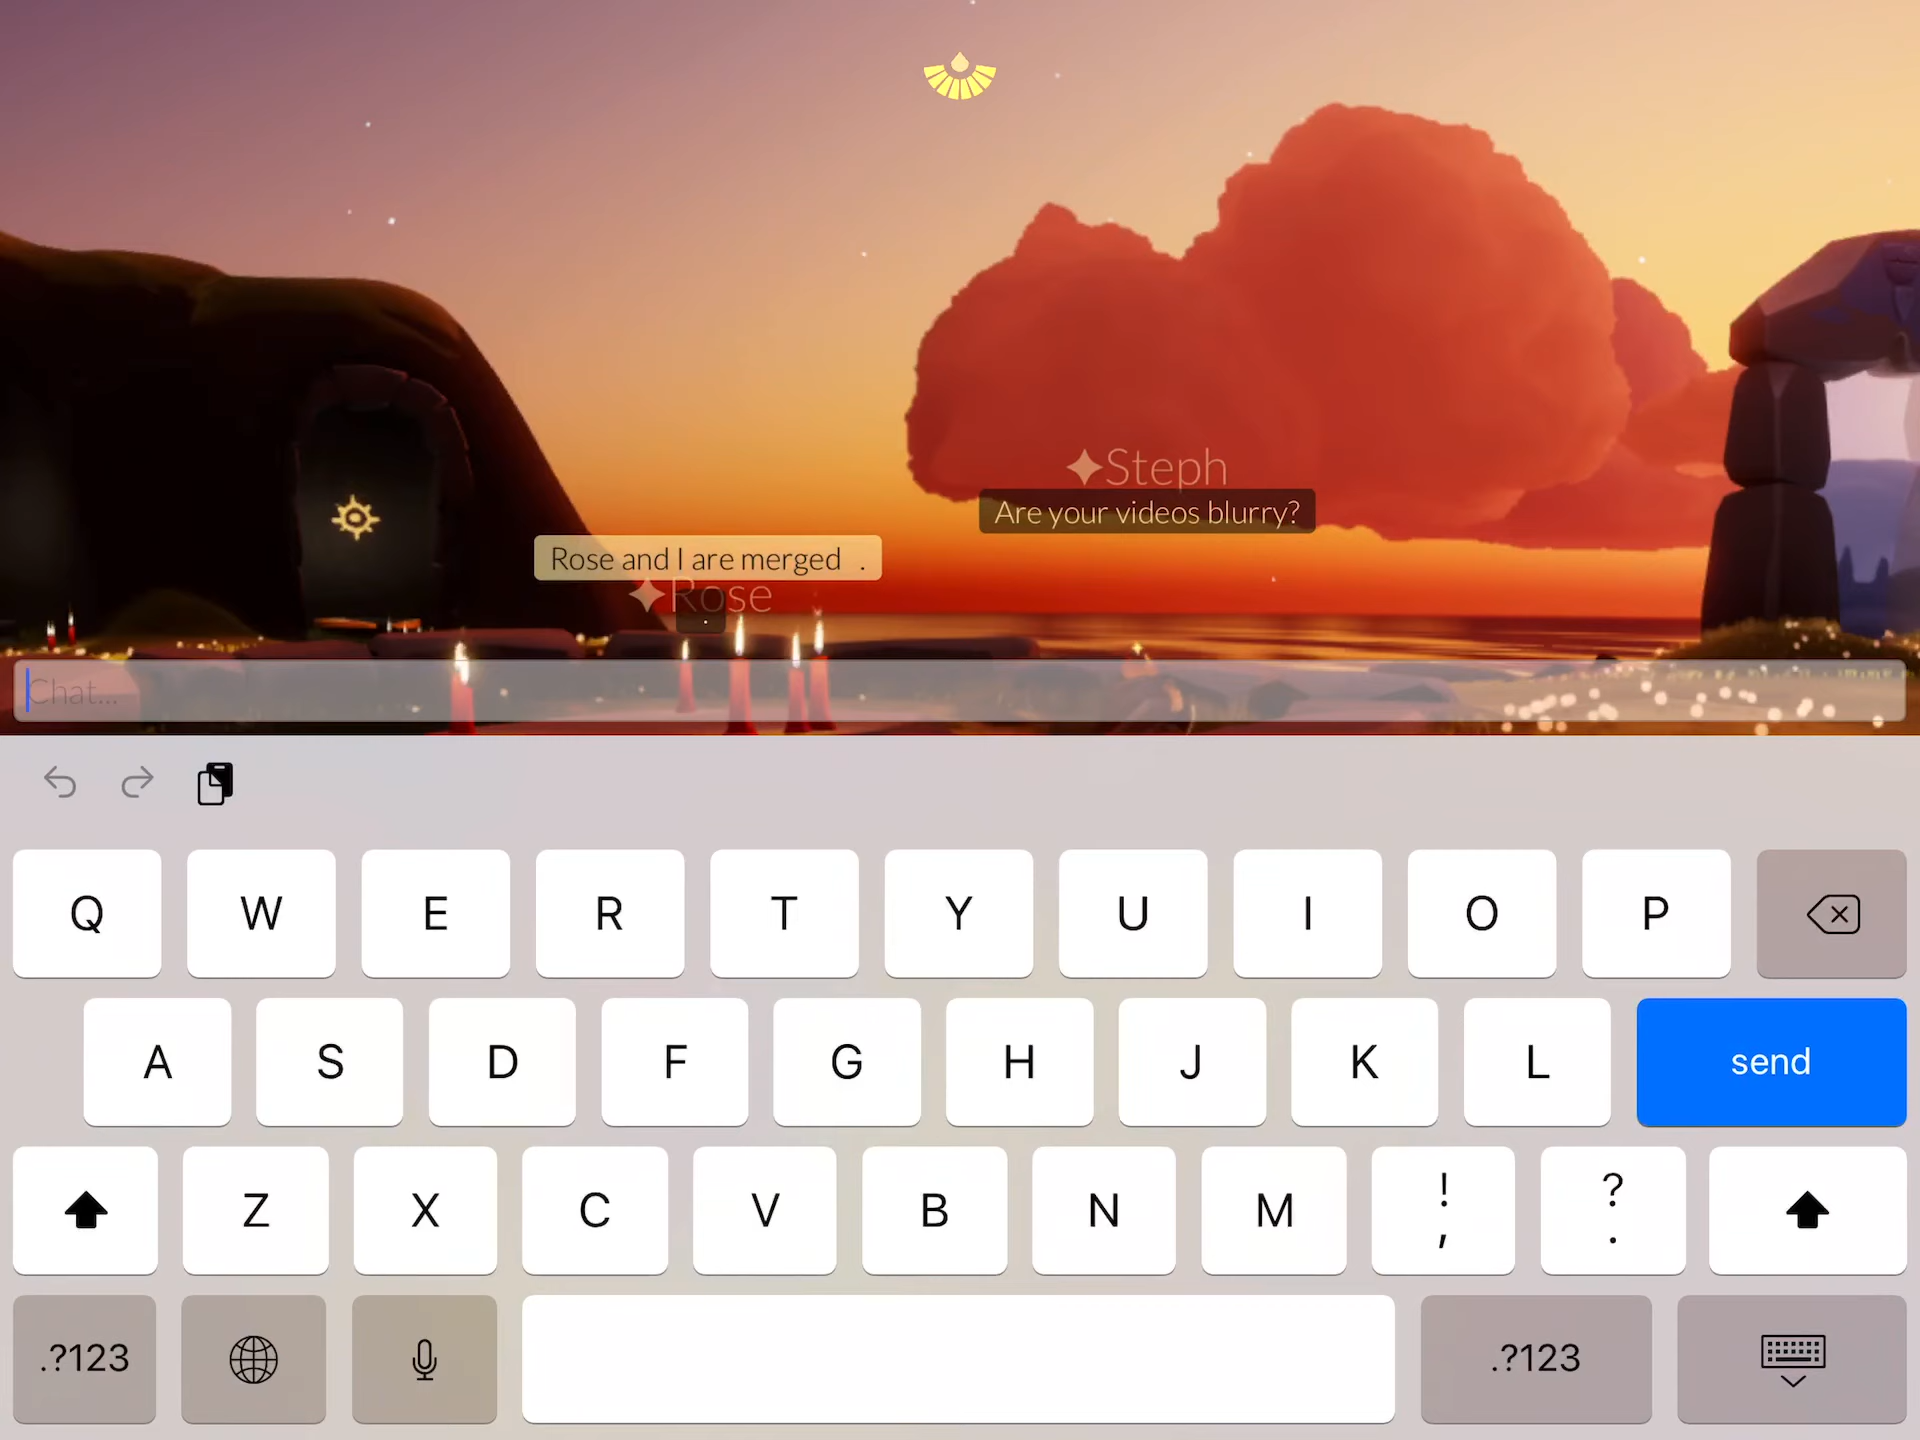 Steph
Are your videos blurry?
Rose and I are merged .
Rose
.
Chat...
Q W E R T Y U I O P
A S D F G H J K L send
Z X C V B N M ! , ? .
.?123 .?123